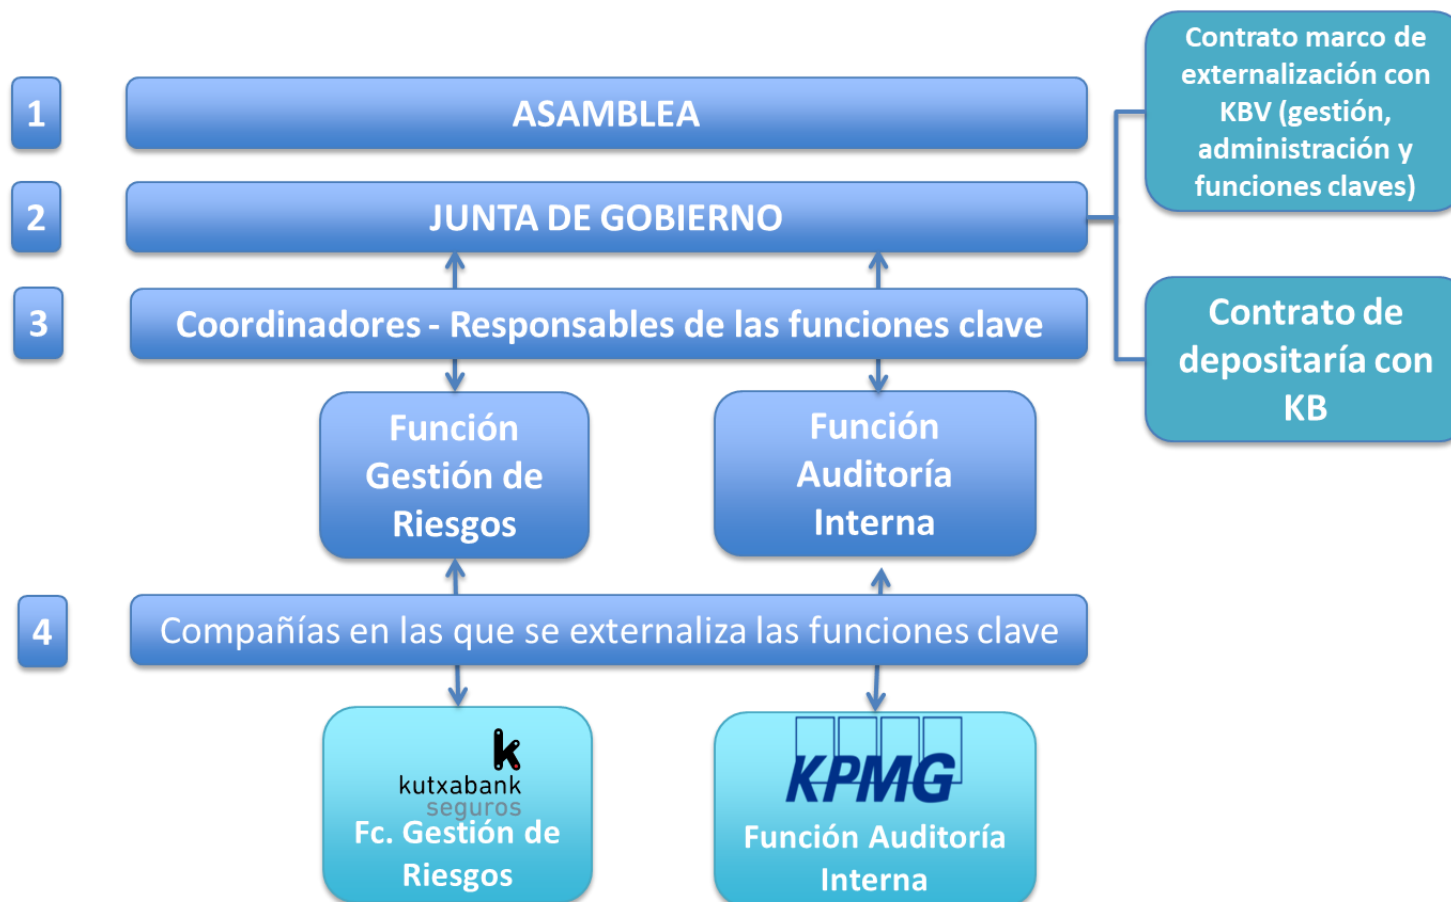 1
ASAMBLEA
Contrato marco de
externalización con
KBV (gestión,
administración y
funciones claves)
2
JUNTA DE GOBIERNO
3
Coordinadores - Responsables de las funciones clave
Contrato de
depositaría con
KB
Función
Gestión de
Riesgos
Función
Auditoría
Interna
4
Compañías en las que se externaliza las funciones clave
k
kutxabank
seguros
Fc. Gestión de
Riesgos
KPMG
Función Auditoría
Interna